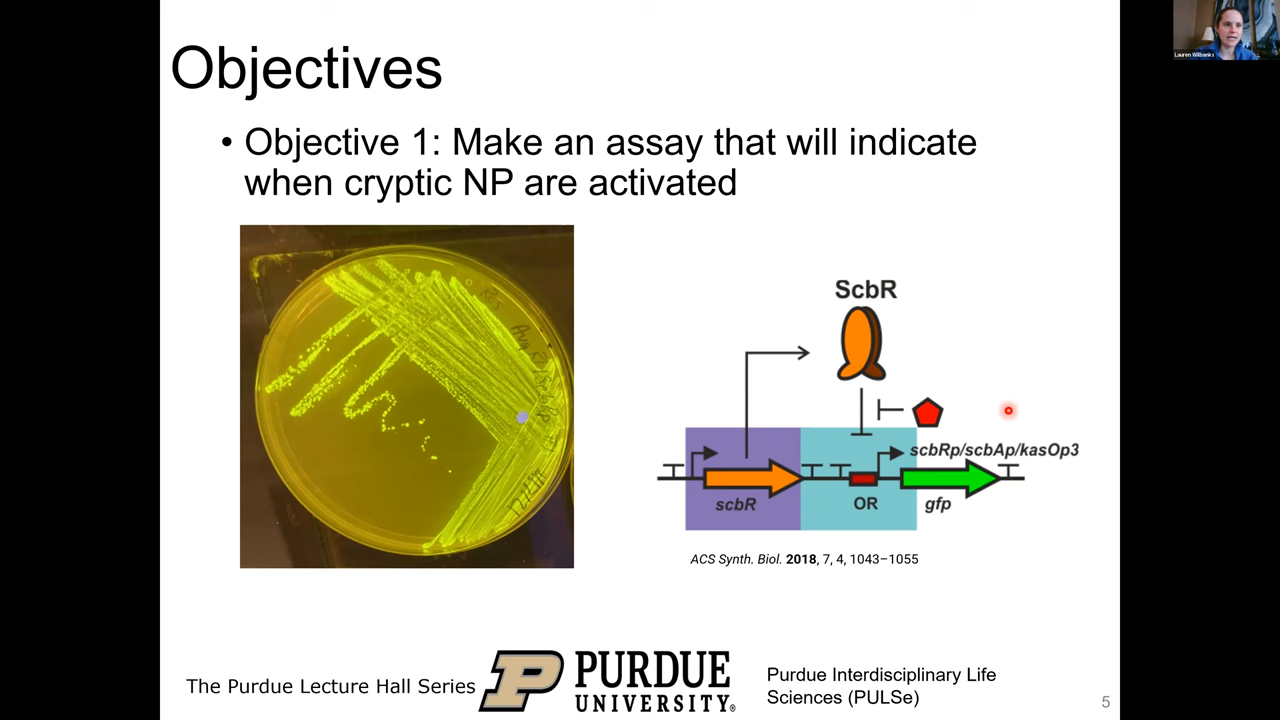 Lauren Wilbanks
Objectives
• Objective 1: Make an assay that will indicate
when cryptic NP are activated
ScbR
scbRp/scbAp/kasOp3
scbR
OR
gfp
ACS Synth. Biol. 2018, 7, 4, 1043–1055
The Purdue Lecture Hall Series
PURDUE
UNIVERSITY®
Purdue Interdisciplinary Life
Sciences (PULSe)
5